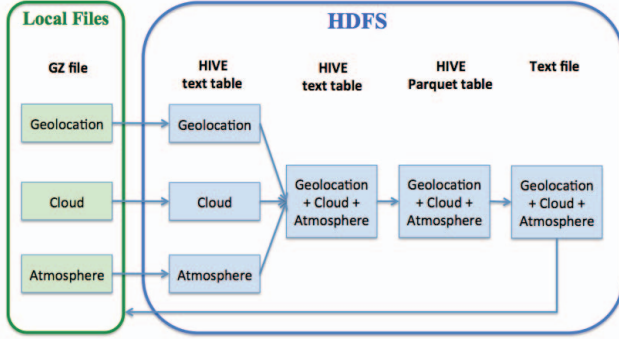 Local Files
HDFS
GZ file
HIVE
text table
HIVE
text table
HIVE
Parquet table
Text file
Geolocation
Geolocation
Cloud
Cloud
Geolocation
+ Cloud +
Atmosphere
Geolocation
+ Cloud +
Atmosphere
Geolocation
+ Cloud +
Atmosphere
Atmosphere
Atmosphere